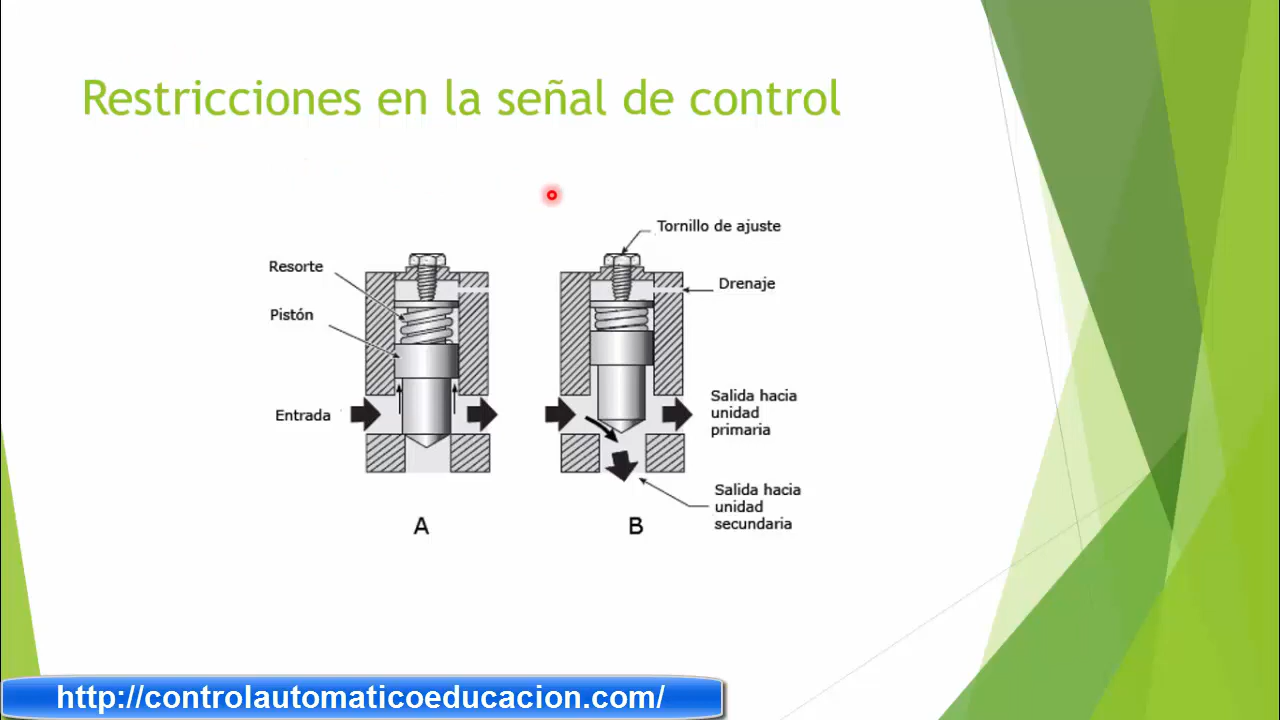 Restricciones en la señal de control
Tornillo de ajuste
Resorte
Drenaje
Pistón
Entrada
Salida hacia
unidad
primaria
Salida hacia
unidad
secundaria
A
B
http://controlautomaticoeducacion.com/